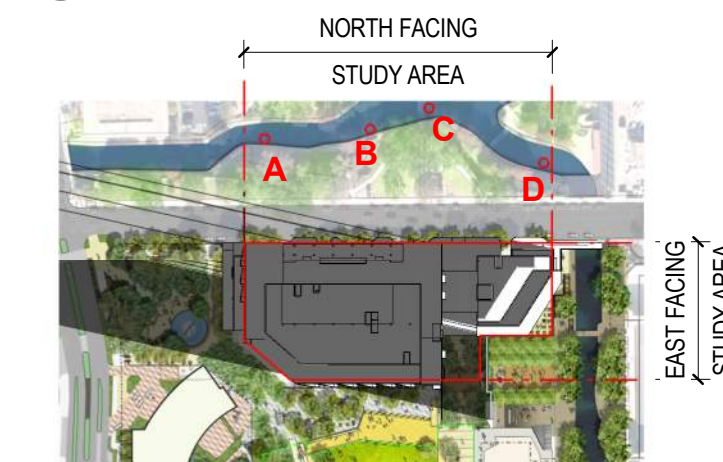 NORTH FACING
STUDY AREA
A
B
C
D
EAST FACING
STUDY AREA